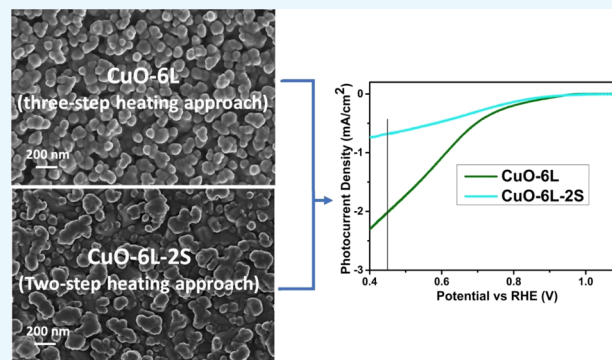 CuO-6L
(three-step heating approach)
200 nm
CuO-6L-2S
(Two-step heating approach)
200 nm
Photocurrent Density (mA/cm²)
0
-1
-2
-3
CuO-6L
CuO-6L-2S
0.4 0.6 0.8 1.0
Potential vs RHE (V)